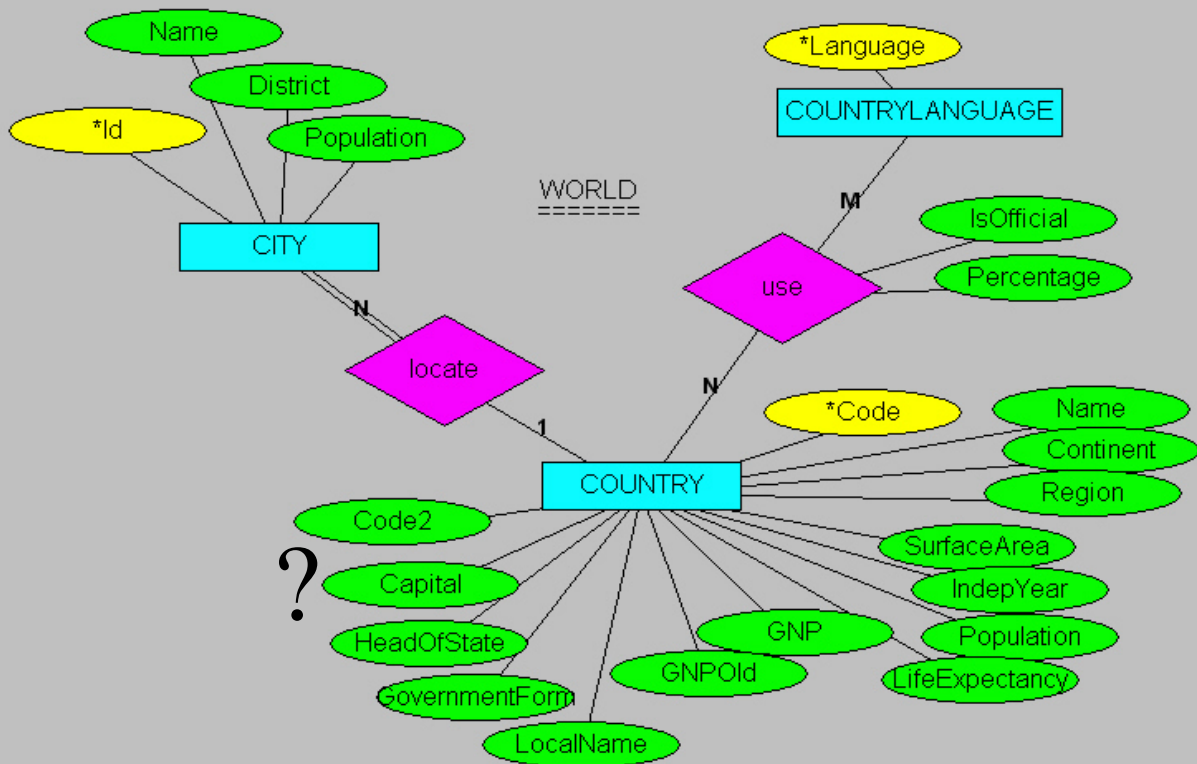 Name
*Language
District
COUNTRYLANGUAGE
*Id
Population
WORLD
=======
M
IsOfficial
CITY
Percentage
use
N
locate
N
*Code
Name
1
Continent
COUNTRY
Region
Code2
SurfaceArea
?
Capital
IndepYear
GNP
Population
HeadOfState
GNPOld
LifeExpectancy
GovernmentForm
LocalName